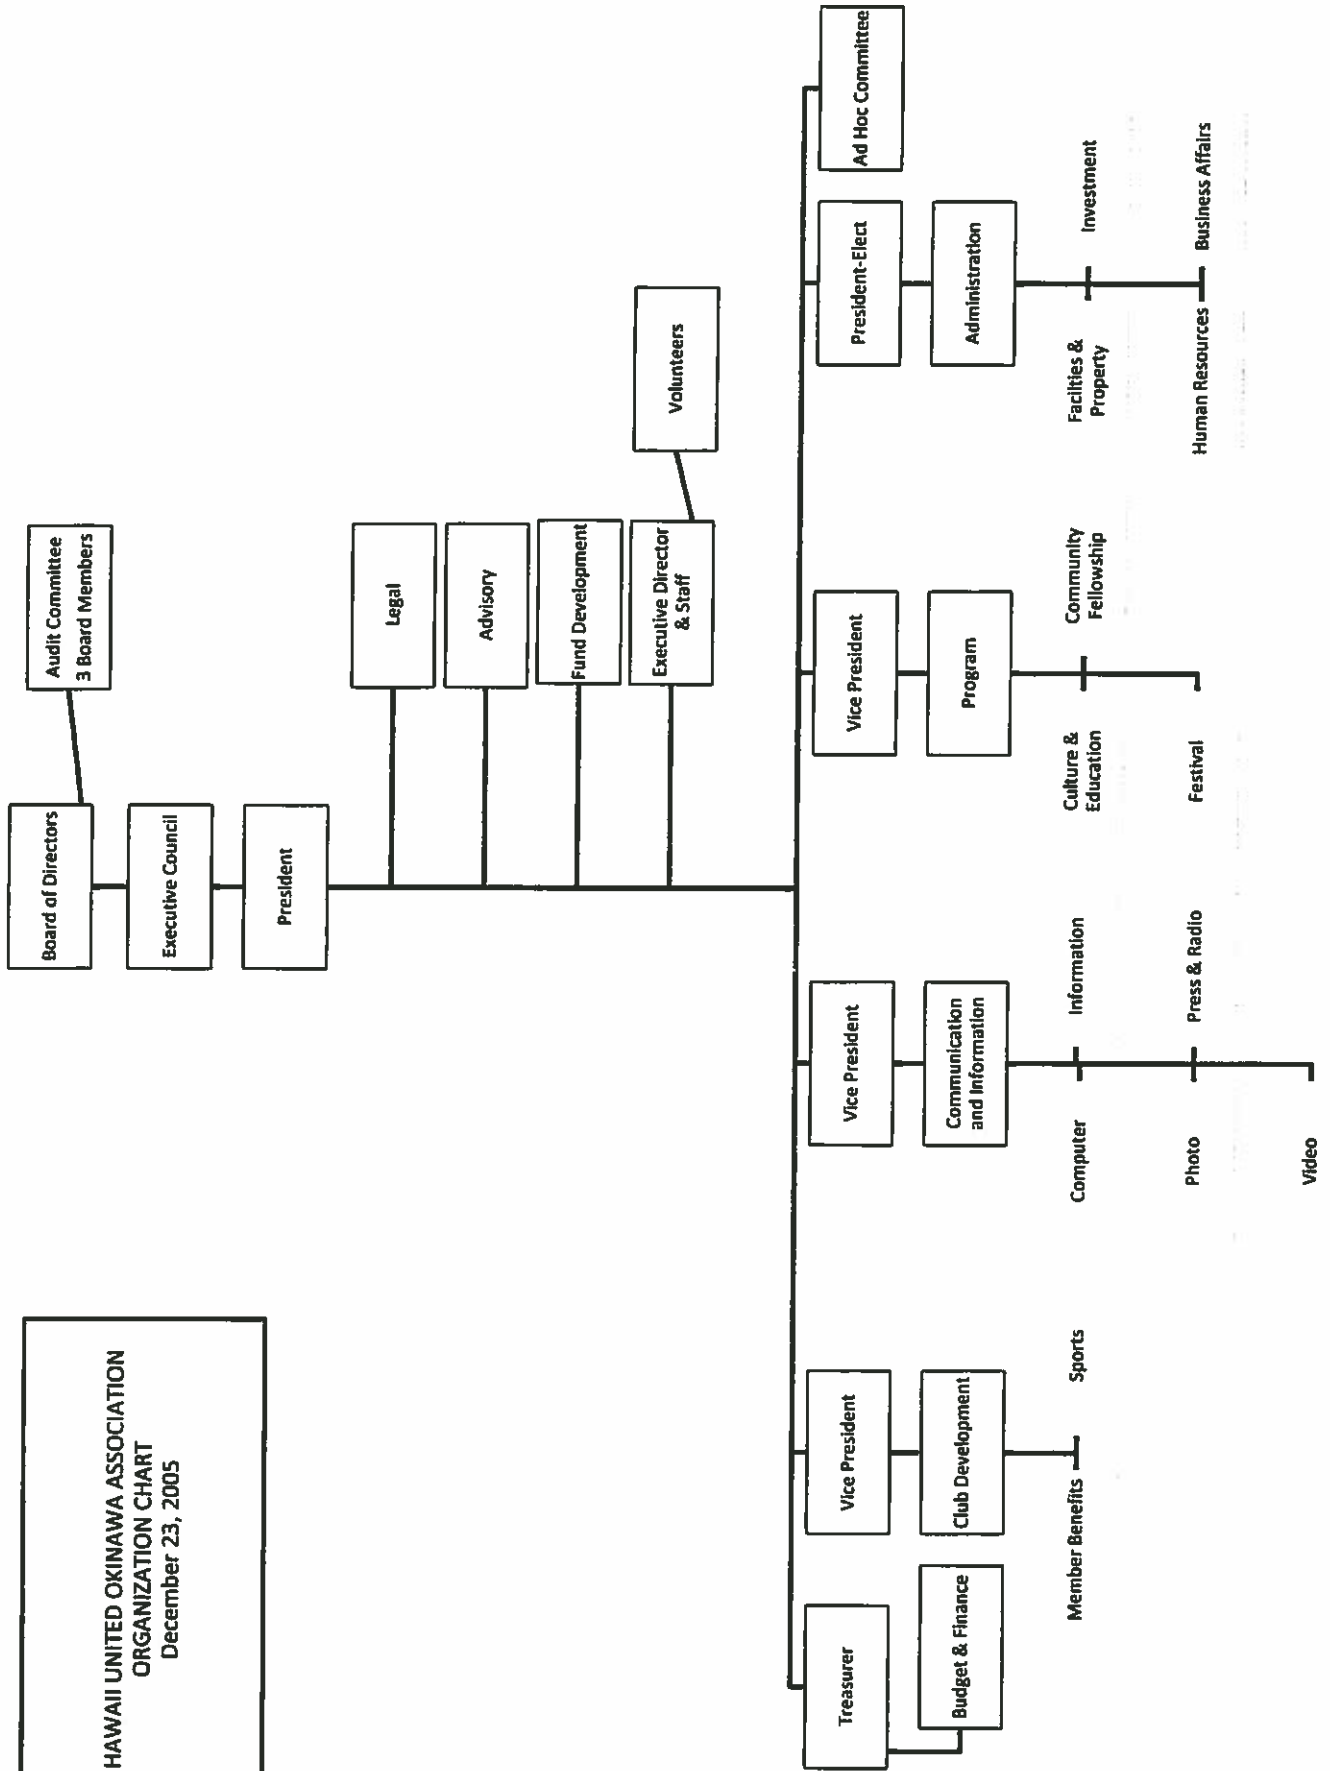 HAWAII UNITED OKINAWA ASSOCIATION
ORGANIZATION CHART
December 23, 2005
Board of Directors
Audit Committee
3 Board Members
Executive Council
President
Legal
Advisory
Fund Development
Executive Director
& Staff
Volunteers
Treasurer
Budget & Finance
Vice President
Club Development
Member Benefits
Sports
Vice President
Communication
and Information
Computer
Information
Photo
Press & Radio
Video
Vice President
Program
Culture &
Education
Community
Fellowship
Festival
President-Elect
Administration
Facilties &
Property
Investment
Human Resources
Business Affairs
Ad Hoc Committee